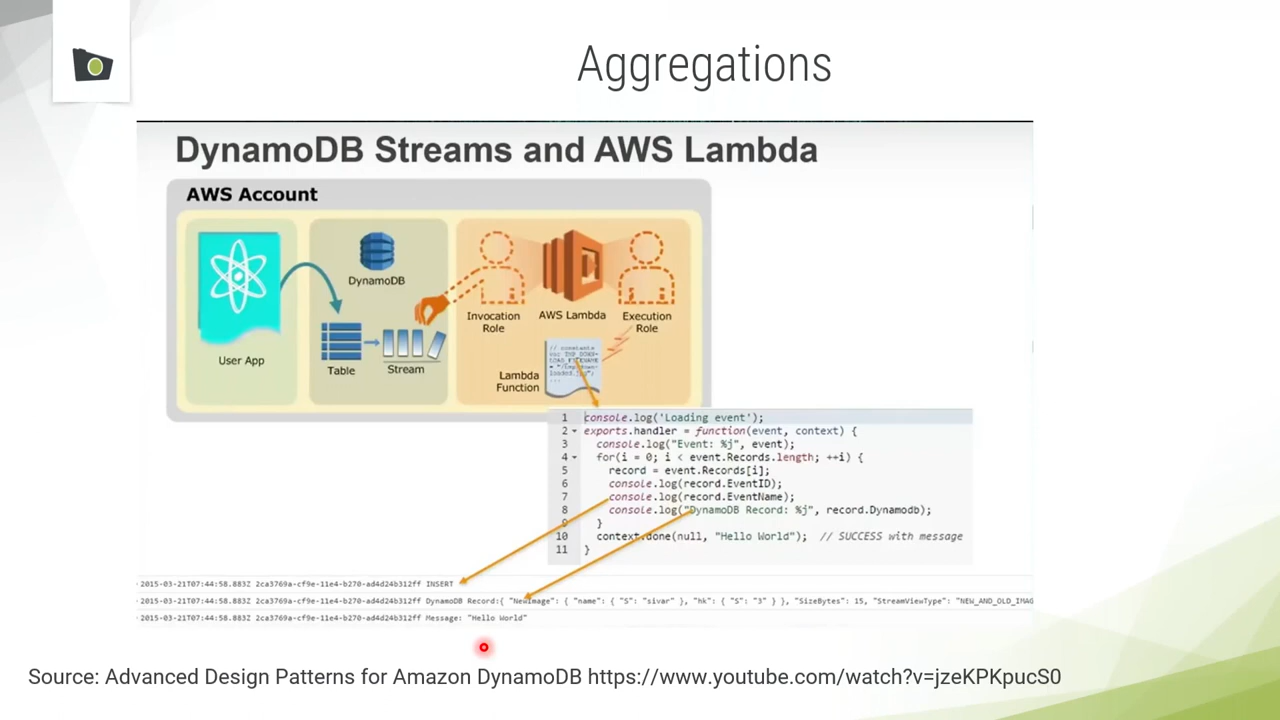 Aggregations
DynamoDB Streams and AWS Lambda
AWS Account
User App
DynamoDB
Table
Stream
Invocation
Role
AWS Lambda
Execution
Role
Lambda
Function
// constants
1 console.log('Loading event');
2 exports.handler = function(event, context) {
3 console.log("Event: %j", event);
4 for(i = 0; i < event.Records.length; ++i) {
5 record = event.Records[i];
6 console.log(record.EventID);
7 console.log(record.EventName);
8 console.log("DynamoDB Record: %j", record.Dynamodb);
9 }
10 context.done(null, "Hello World"); // SUCCESS with message
11 }
2015-03-21T07:44:58.883Z 2ca3769a-cf9e-11e4-b270-ad4d24b312ff INSERT
2015-03-21T07:44:58.883Z 2ca3769a-cf9e-11e4-b270-ad4d24b312ff DynamoDB Record:{ "NewImage": { "name": { "S": "sivar" }, "hk": { "S": "3" } }, "SizeBytes": 15, "StreamViewType": "NEW_AND_OLD_IMAG
2015-03-21T07:44:58.883Z 2ca3769a-cf9e-11e4-b270-ad4d24b312ff Message: "Hello World"
Source: Advanced Design Patterns for Amazon DynamoDB https://www.youtube.com/watch?v=jzeKPKpucS0